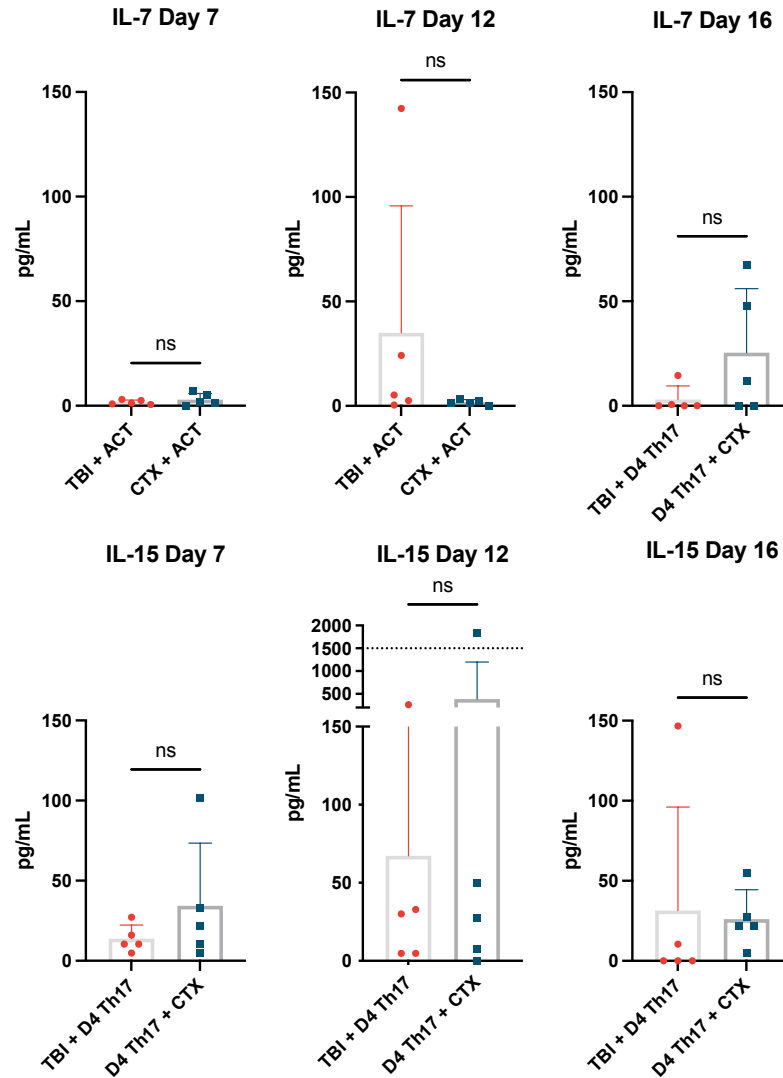 IL-7 Day 7
ns
150
100
50
0
pg/mL
TBI + ACT
CTX + ACT
IL-7 Day 12
ns
150
100
50
0
pg/mL
TBI + ACT
CTX + ACT
IL-7 Day 16
ns
150
100
50
0
pg/mL
TBI + D4 Th17
D4 Th17 + CTX
IL-15 Day 7
ns
150
100
50
0
pg/mL
TBI + D4 Th17
D4 Th17 + CTX
IL-15 Day 12
ns
2000
1500
1000
500
150
100
50
0
pg/mL
TBI + D4 Th17
D4 Th17 + CTX
IL-15 Day 16
ns
150
100
50
0
pg/mL
TBI + D4 Th17
D4 Th17 + CTX